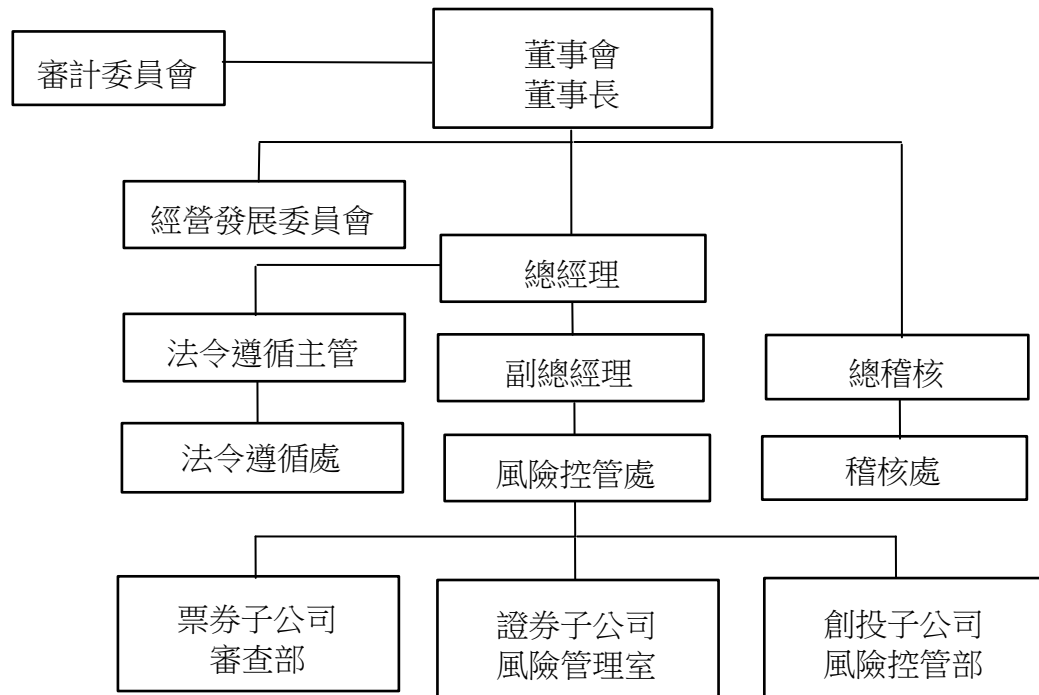 審計委員會
董事會
董事長
經營發展委員會
總經理
法令遵循主管
副總經理
總稽核
法令遵循處
風險控管處
稽核處
票券子公司
審查部
證券子公司
風險管理室
創投子公司
風險控管部